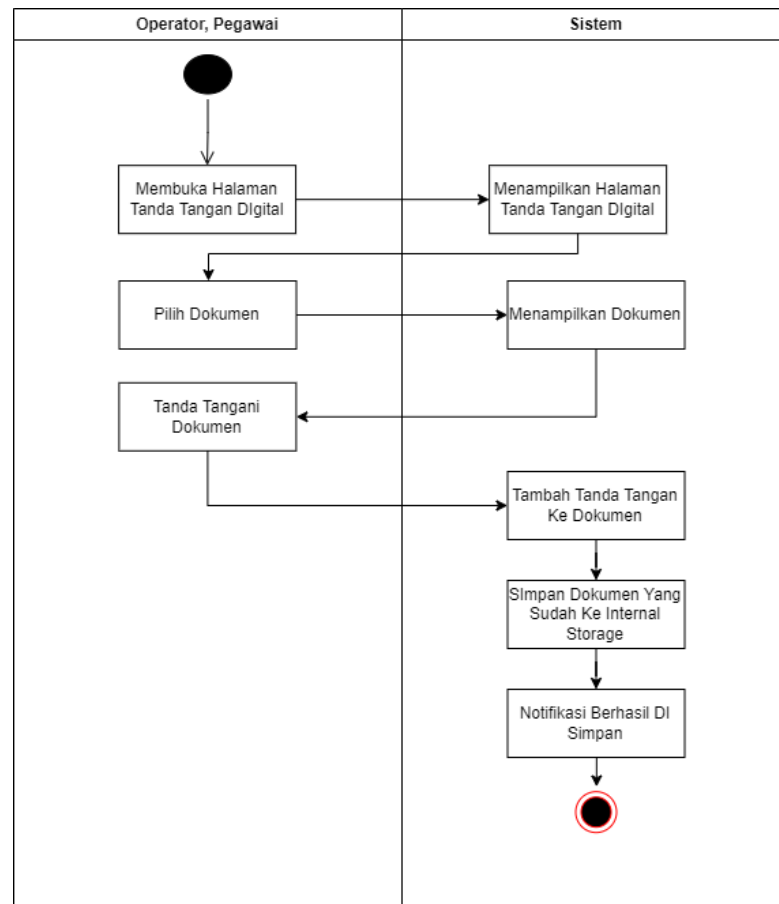 Operator, Pegawai
Sistem
Membuka Halaman
Tanda Tangan DIgital
Menampilkan Halaman
Tanda Tangan DIgital
Pilih Dokumen
Menampilkan Dokumen
Tanda Tangani
Dokumen
Tambah Tanda Tangan
Ke Dokumen
SImpan Dokumen Yang
Sudah Ke Internal
Storage
Notifikasi Berhasil DI
Simpan